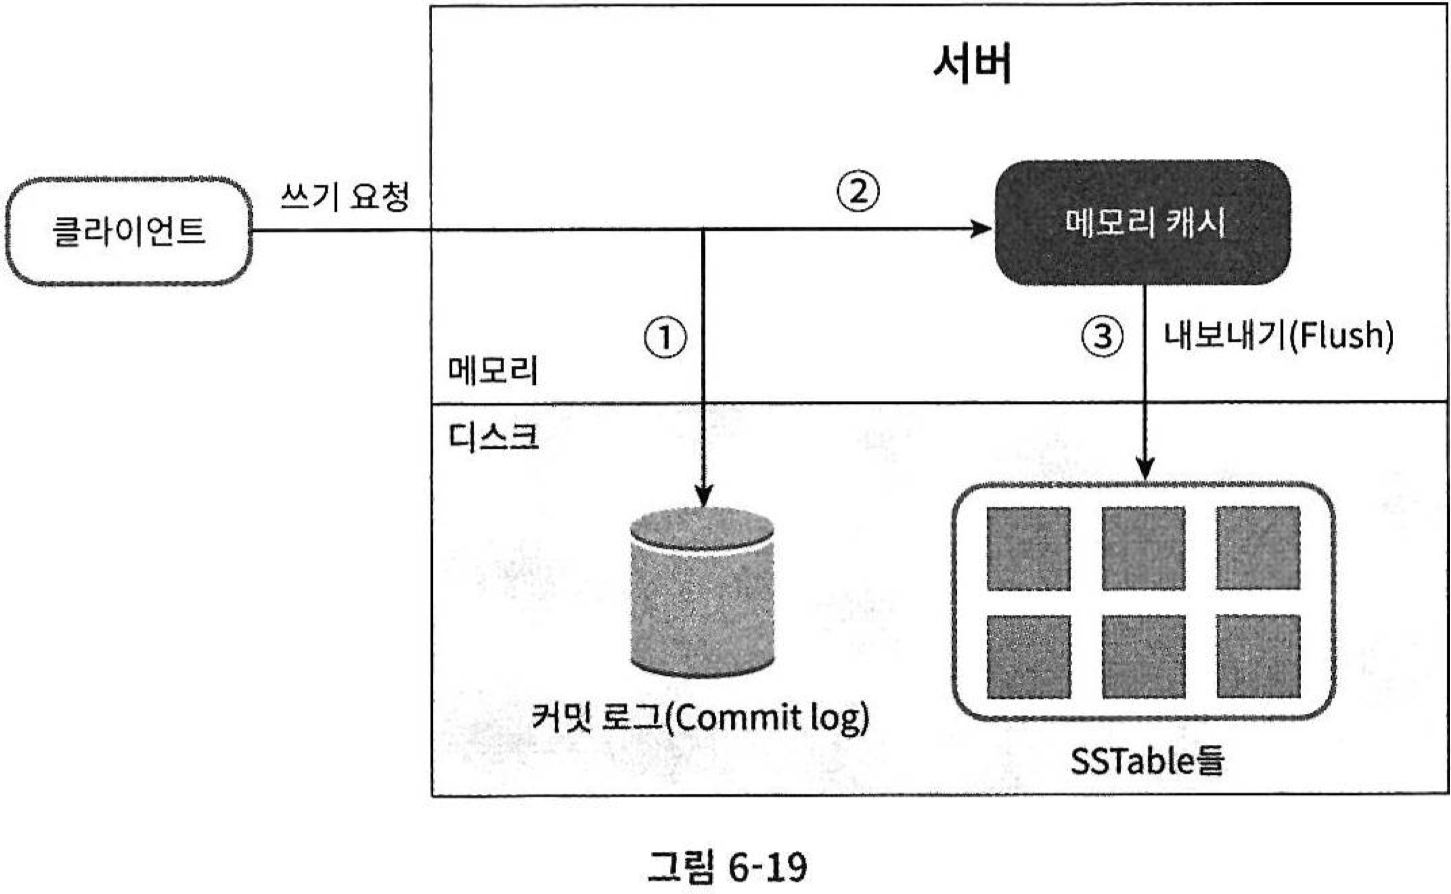 서버
클라이언트
쓰기 요청
②
메모리 캐시
①
③
내보내기(Flush)
메모리
디스크
커밋 로그(Commit log)
SSTable들
그림 6-19